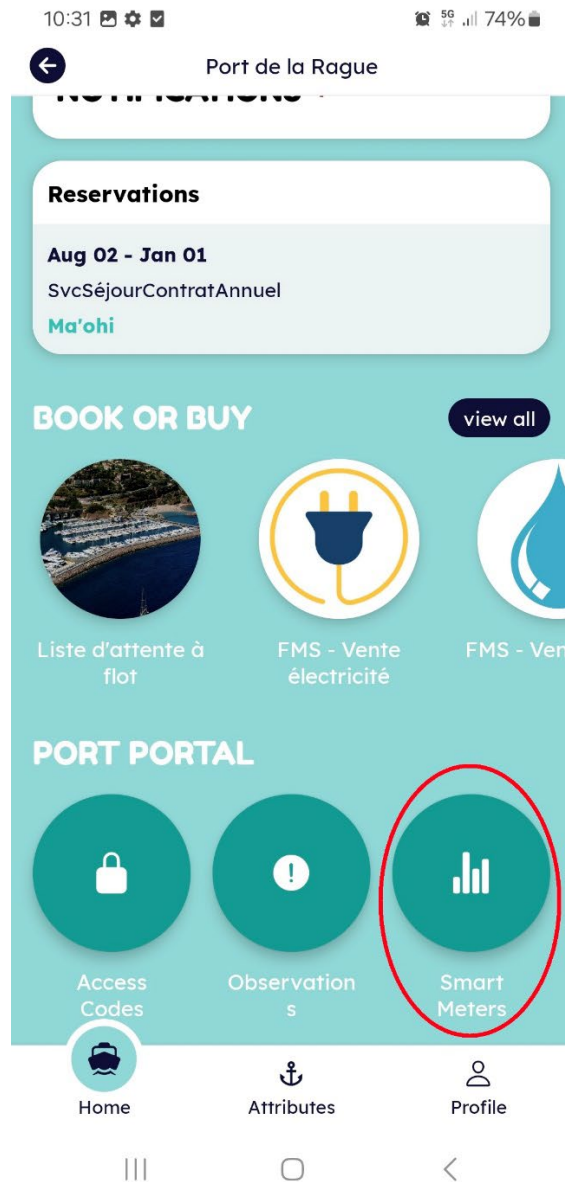 10:31
5G
74%
Port de la Rague
NOTIFICATIONS
Reservations
Aug 02 - Jan 01
SvcSéjourContratAnnuel
Ma'ohi
BOOK OR BUY
view all
Liste d'attente à
flot
FMS - Vente
électricité
FMS - Ven
PORT PORTAL
Access
Codes
Observation
s
Smart
Meters
Home
Attributes
Profile